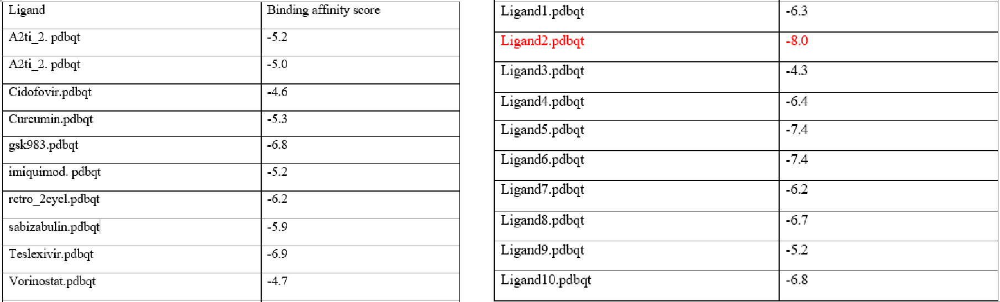 Ligand Binding affinity score
A2ti_2. pdbqt -5.2
A2ti_2. pdbqt -5.0
Cidofovir.pdbqt -4.6
Curcumin.pdbqt -5.3
gsk983.pdbqt -6.8
imiquimod. pdbqt -5.2
retro_2cycl.pdbqt -6.2
sabizabulin.pdbqt -5.9
Teslexivir.pdbqt -6.9
Vorinostat.pdbqt -4.7
Ligand1.pdbqt -6.3
Ligand2.pdbqt -8.0
Ligand3.pdbqt -4.3
Ligand4.pdbqt -6.4
Ligand5.pdbqt -7.4
Ligand6.pdbqt -7.4
Ligand7.pdbqt -6.2
Ligand8.pdbqt -6.7
Ligand9.pdbqt -5.2
Ligand10.pdbqt -6.8